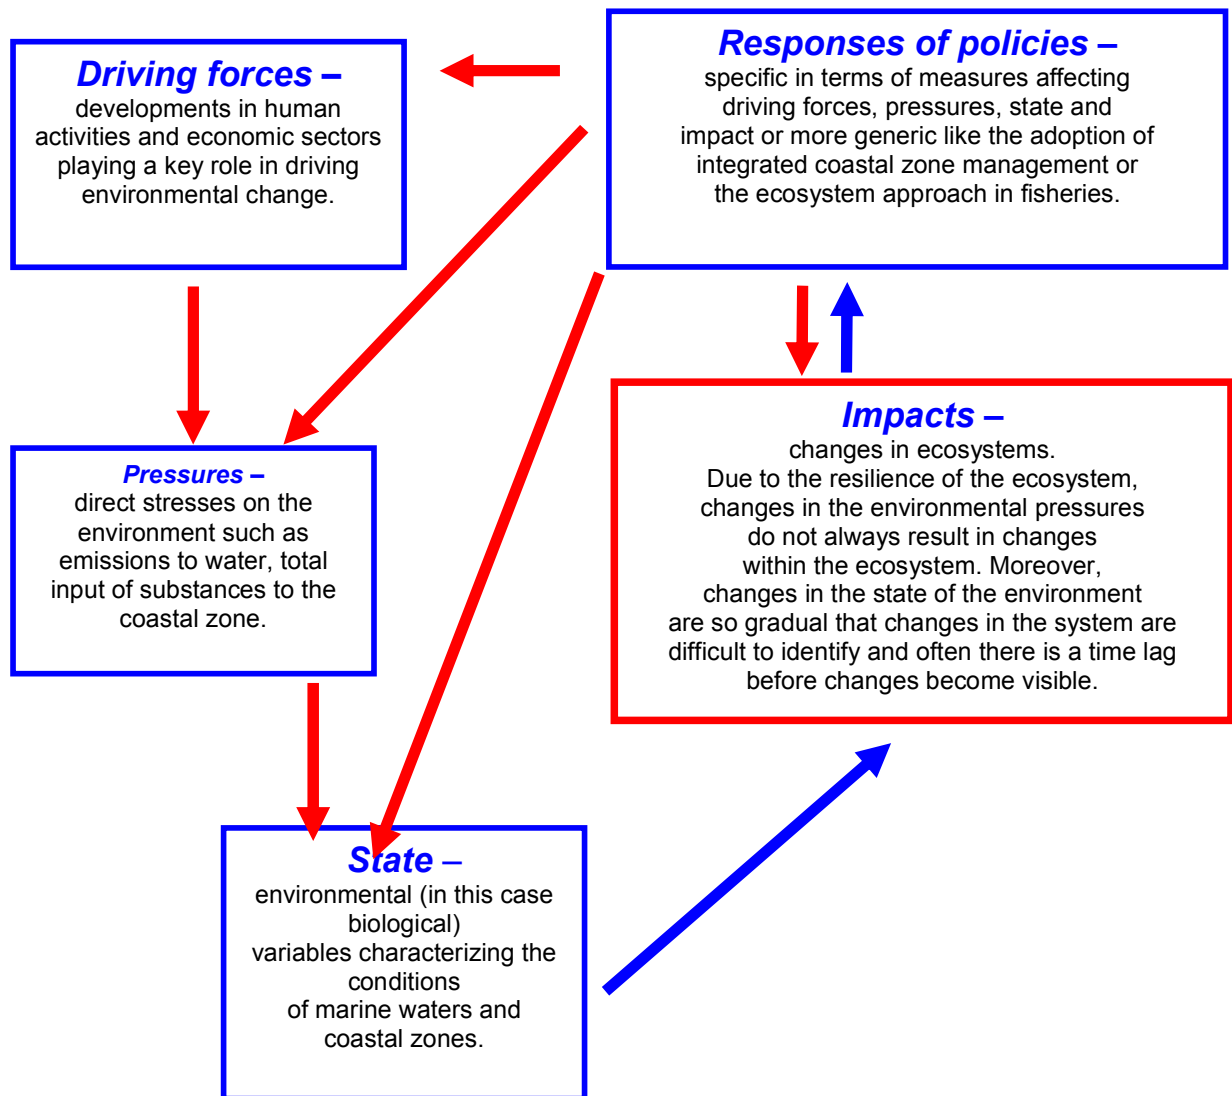 Driving forces –
developments in human
activities and economic sectors
playing a key role in driving
environmental change.
Responses of policies –
specific in terms of measures affecting
driving forces, pressures, state and
impact or more generic like the adoption of
integrated coastal zone management or
the ecosystem approach in fisheries.
Pressures –
direct stresses on the
environment such as
emissions to water, total
input of substances to the
coastal zone.
Impacts –
changes in ecosystems.
Due to the resilience of the ecosystem,
changes in the environmental pressures
do not always result in changes
within the ecosystem. Moreover,
changes in the state of the environment
are so gradual that changes in the system are
difficult to identify and often there is a time lag
before changes become visible.
State –
environmental (in this case
biological)
variables characterizing the
conditions
of marine waters and
coastal zones.